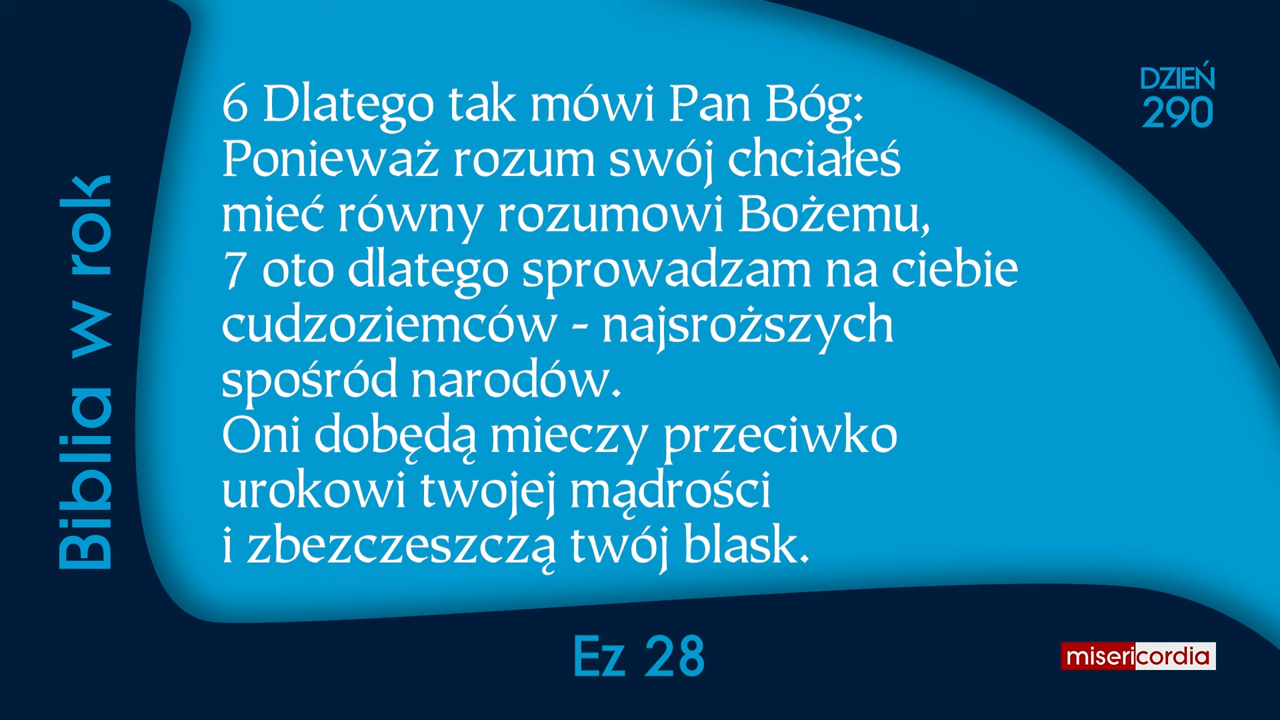 DZIEŃ
290
6 Dlatego tak mówi Pan Bóg:
Ponieważ rozum swój chciałeś
mieć równy rozumowi Bożemu,
7 oto dlatego sprowadzam na ciebie
cudzoziemców - najsroższych
spośród narodów.
Oni dobędą mieczy przeciwko
urokowi twojej mądrości
i zbezczeszczą twój blask.
Biblia w rok
Ez 28
misericordia